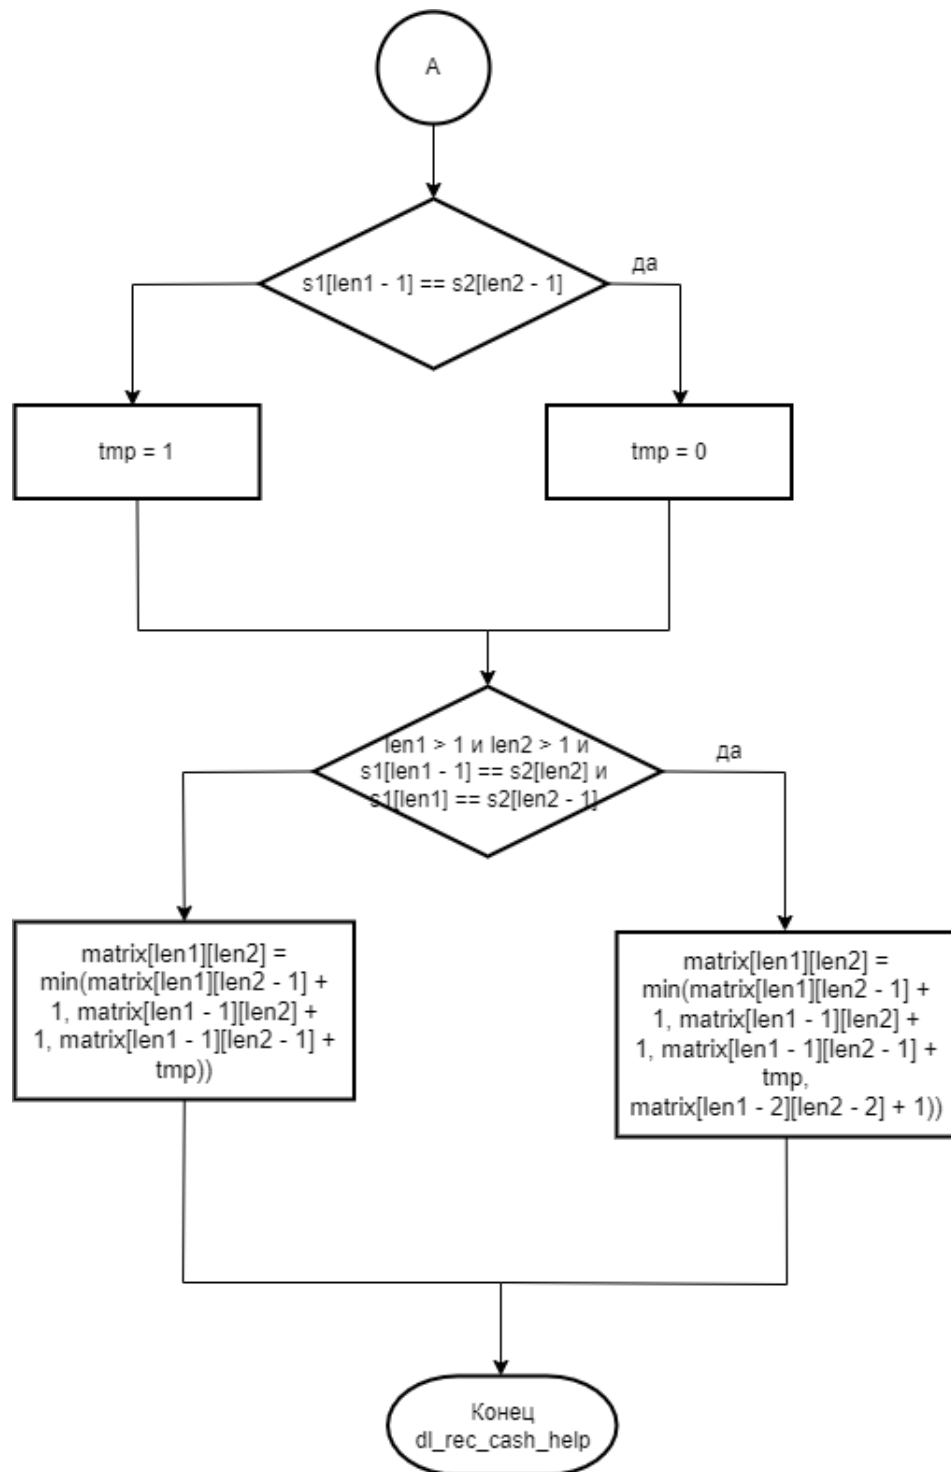 A
s1[len1 - 1] == s2[len2 - 1]
да
tmp = 1
tmp = 0
len1 > 1 и len2 > 1 и
s1[len1 - 1] == s2[len2] и
s1[len1] == s2[len2 - 1]
да
matrix[len1][len2] =
min(matrix[len1][len2 - 1] +
1, matrix[len1 - 1][len2] +
1, matrix[len1 - 1][len2 - 1] +
tmp))
matrix[len1][len2] =
min(matrix[len1][len2 - 1] +
1, matrix[len1 - 1][len2] +
1, matrix[len1 - 1][len2 - 1] +
tmp,
matrix[len1 - 2][len2 - 2] + 1))
Конец
dl_rec_cash_help